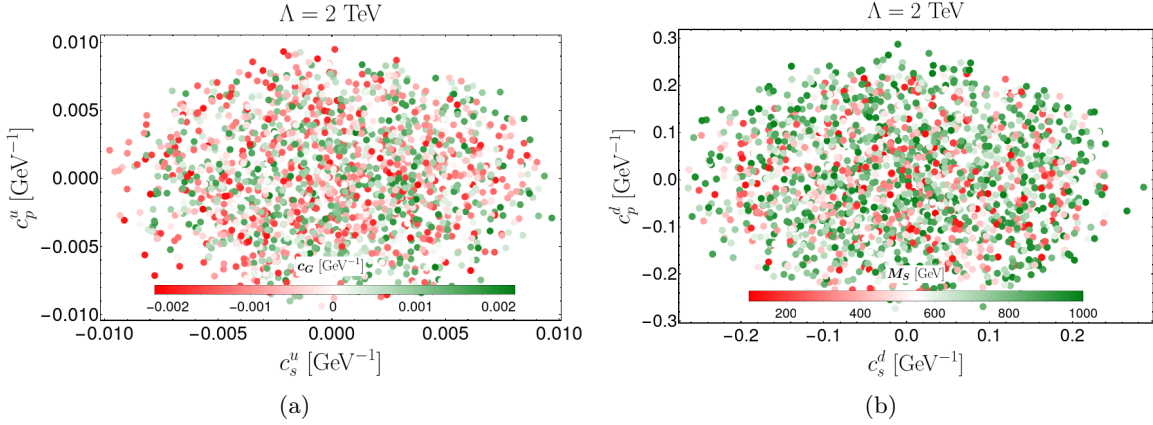 Λ = 2 TeV
0.010
0.005
0.000
−0.005
−0.010
c_p^u [GeV^{−1}]
c_G [GeV^{−1}]
−0.002 −0.001 0 0.001 0.002
−0.010 −0.005 0.000 0.005 0.010
c_s^u [GeV^{−1}]
(a)
Λ = 2 TeV
0.3
0.2
0.1
0.0
−0.1
−0.2
−0.3
c_p^d [GeV^{−1}]
M_S [GeV]
200 400 600 800 1000
−0.2 −0.1 0.0 0.1 0.2
c_s^d [GeV^{−1}]
(b)